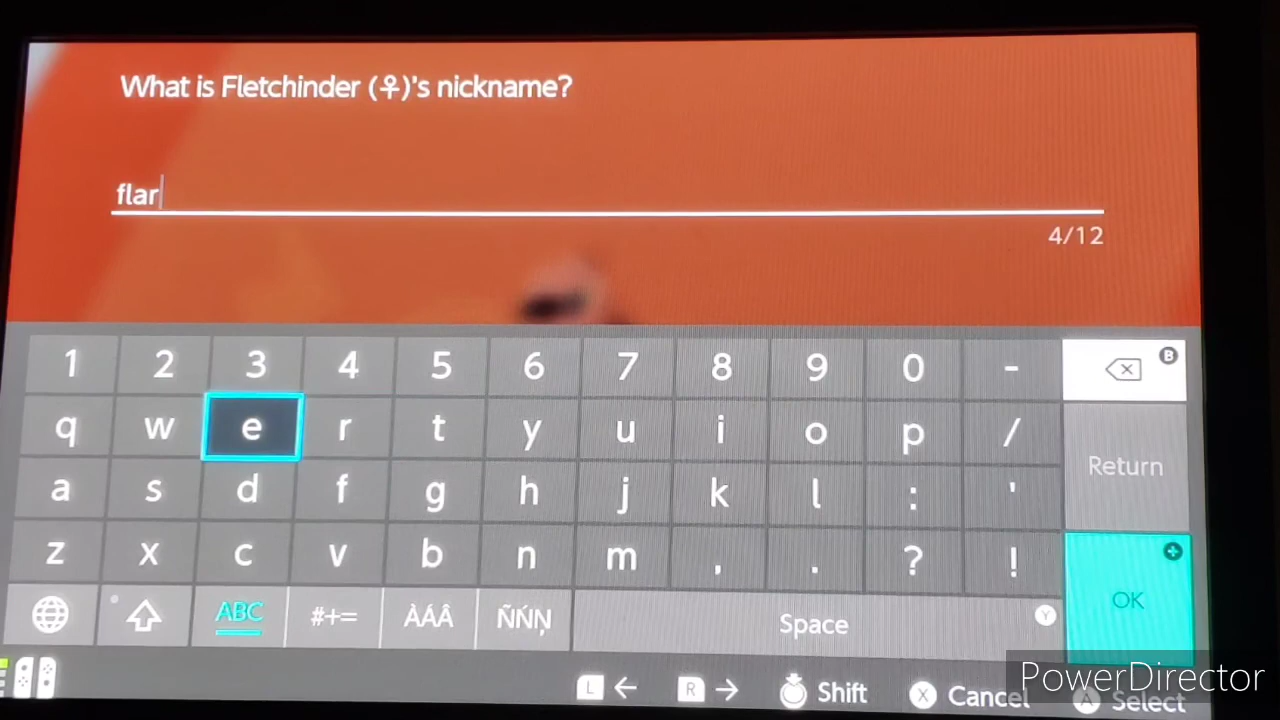 What is Fletchinder (♀)'s nickname?
flar
4/12
1 2 3 4 5 6 7 8 9 0 - B
q w e r t y u i o p /
Return
a s d f g h j k l : '
z x c v b n m , . ? !
OK
ABC #+= ÀÁÂ ÑŃŅ Space Y
L ← R → Shift X Cancel A Select
PowerDirector